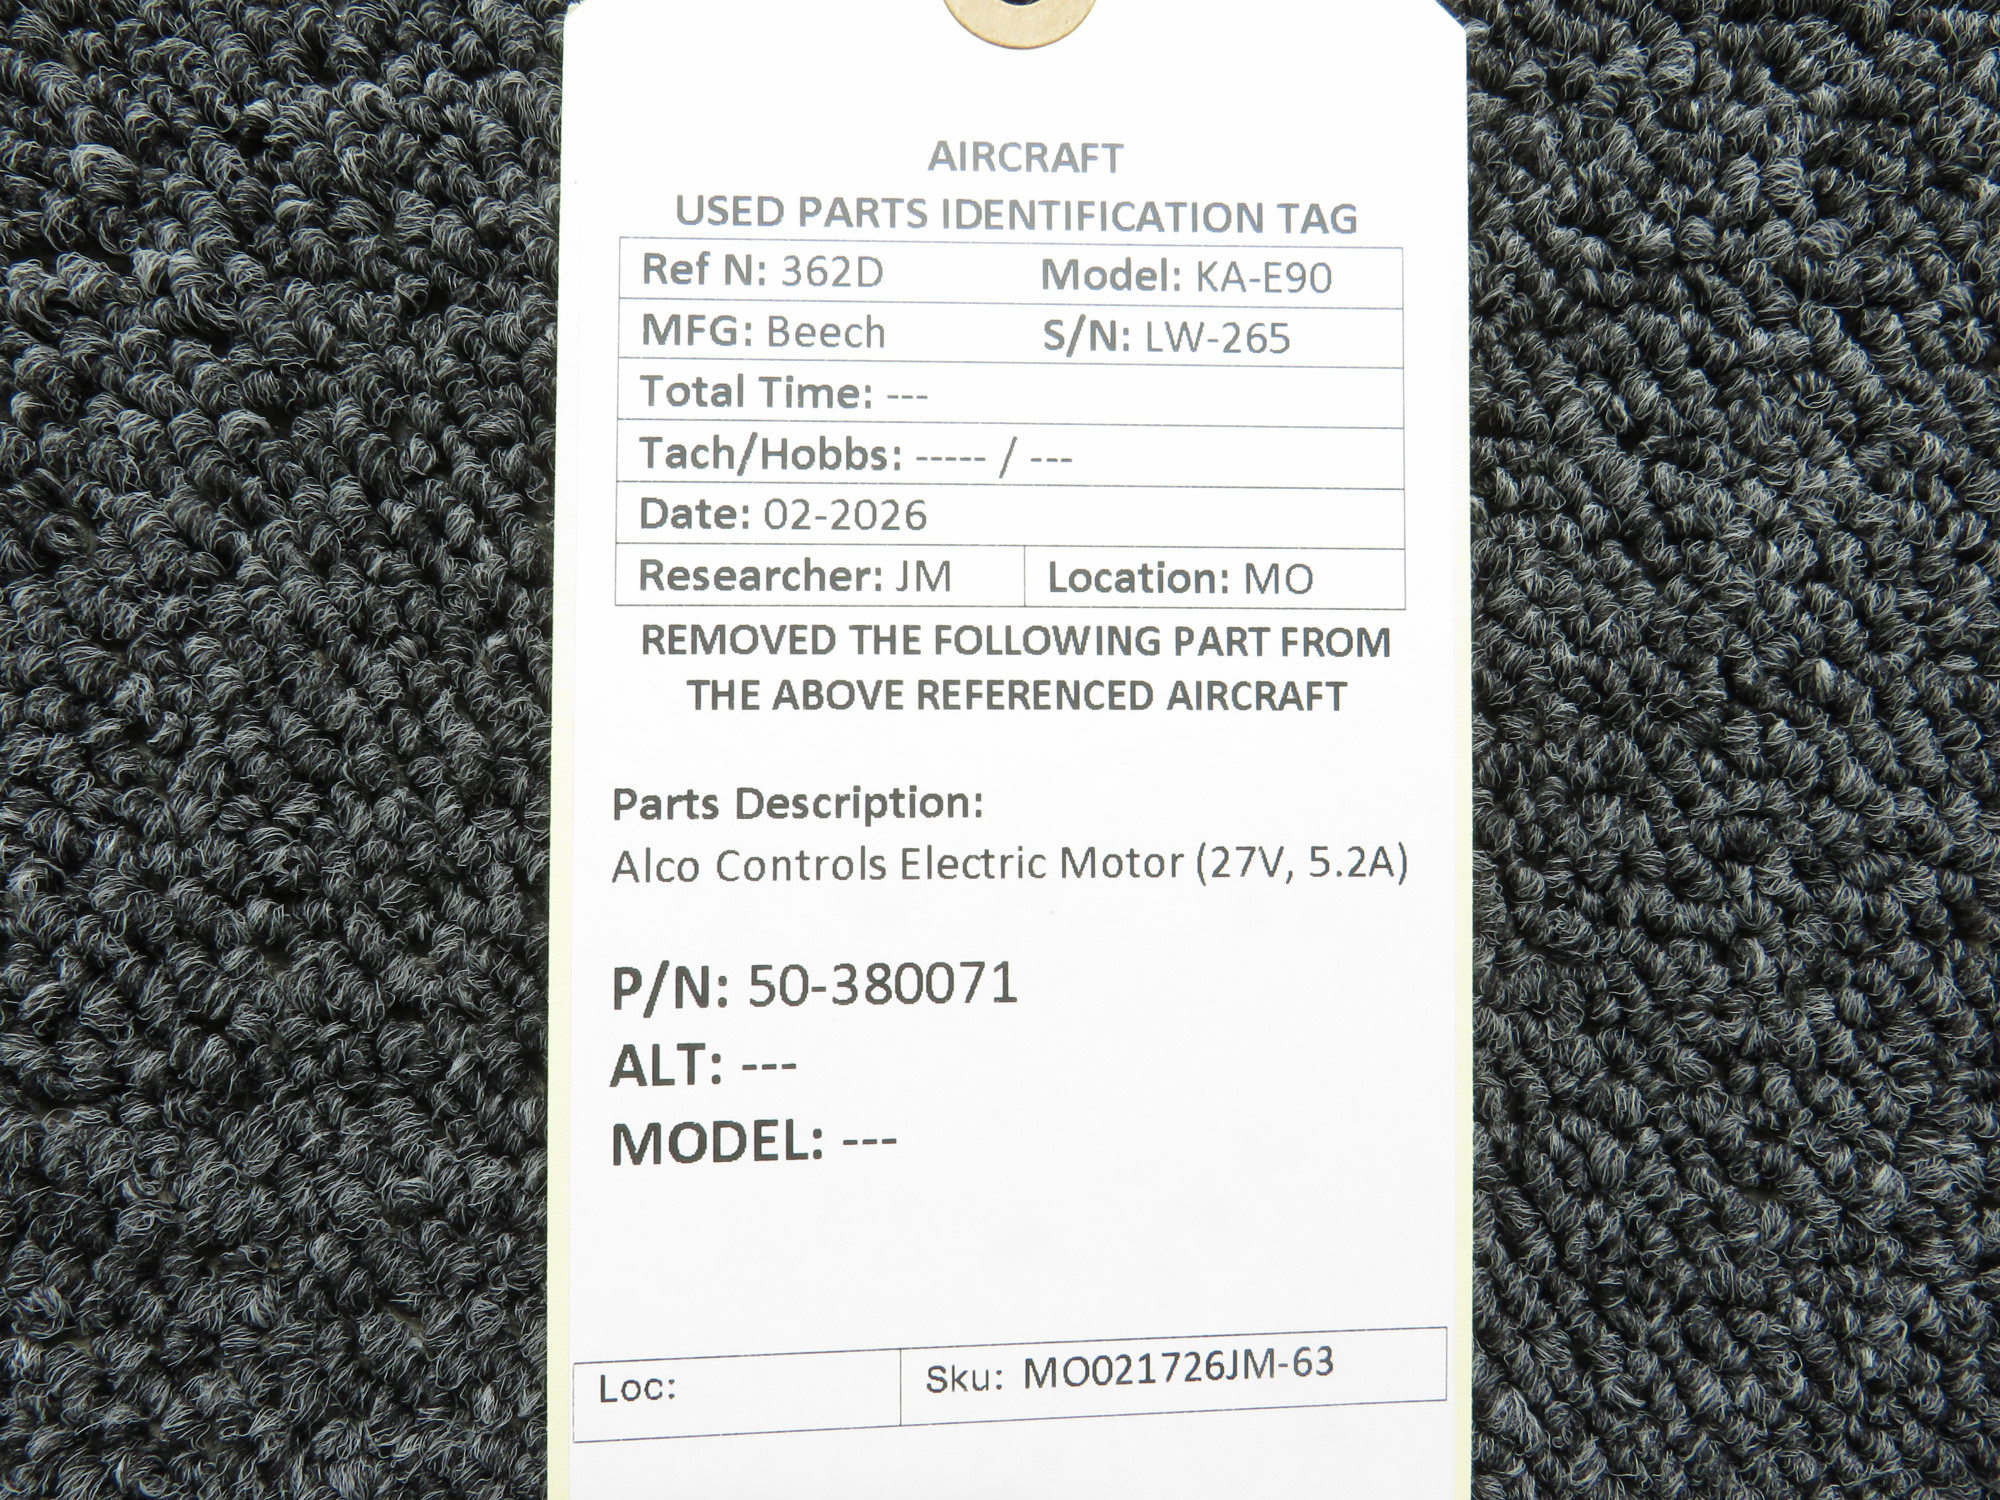 AIRCRAFT
USED PARTS IDENTIFICATION TAG
Ref N: 362D Model: KA-E90
MFG: Beech S/N: LW-265
Total Time: ---
Tach/Hobbs: ----- / ---
Date: 02-2026
Researcher: JM Location: MO
REMOVED THE FOLLOWING PART FROM
THE ABOVE REFERENCED AIRCRAFT
Parts Description:
Alco Controls Electric Motor (27V, 5.2A)
P/N: 50-380071
ALT: ---
MODEL: ---
Loc: Sku: MO021726JM-63